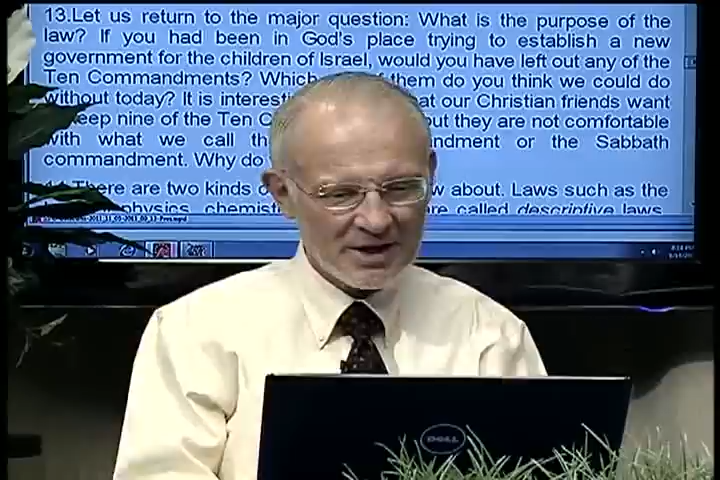 13.Let us return to the major question: What is the purpose of the
law? If you had been in God's place trying to establish a new
government for the children of Israel, would you have left out any of the
Ten Commandments? Which of them do you think we could do
without today? It is that our Christian friends want
keep nine of the Ten but they are not comfortable
with what we call the or the Sabbath
commandment. Why do
There are two kinds about. Laws such as the
physics, are called descriptive laws
DELL